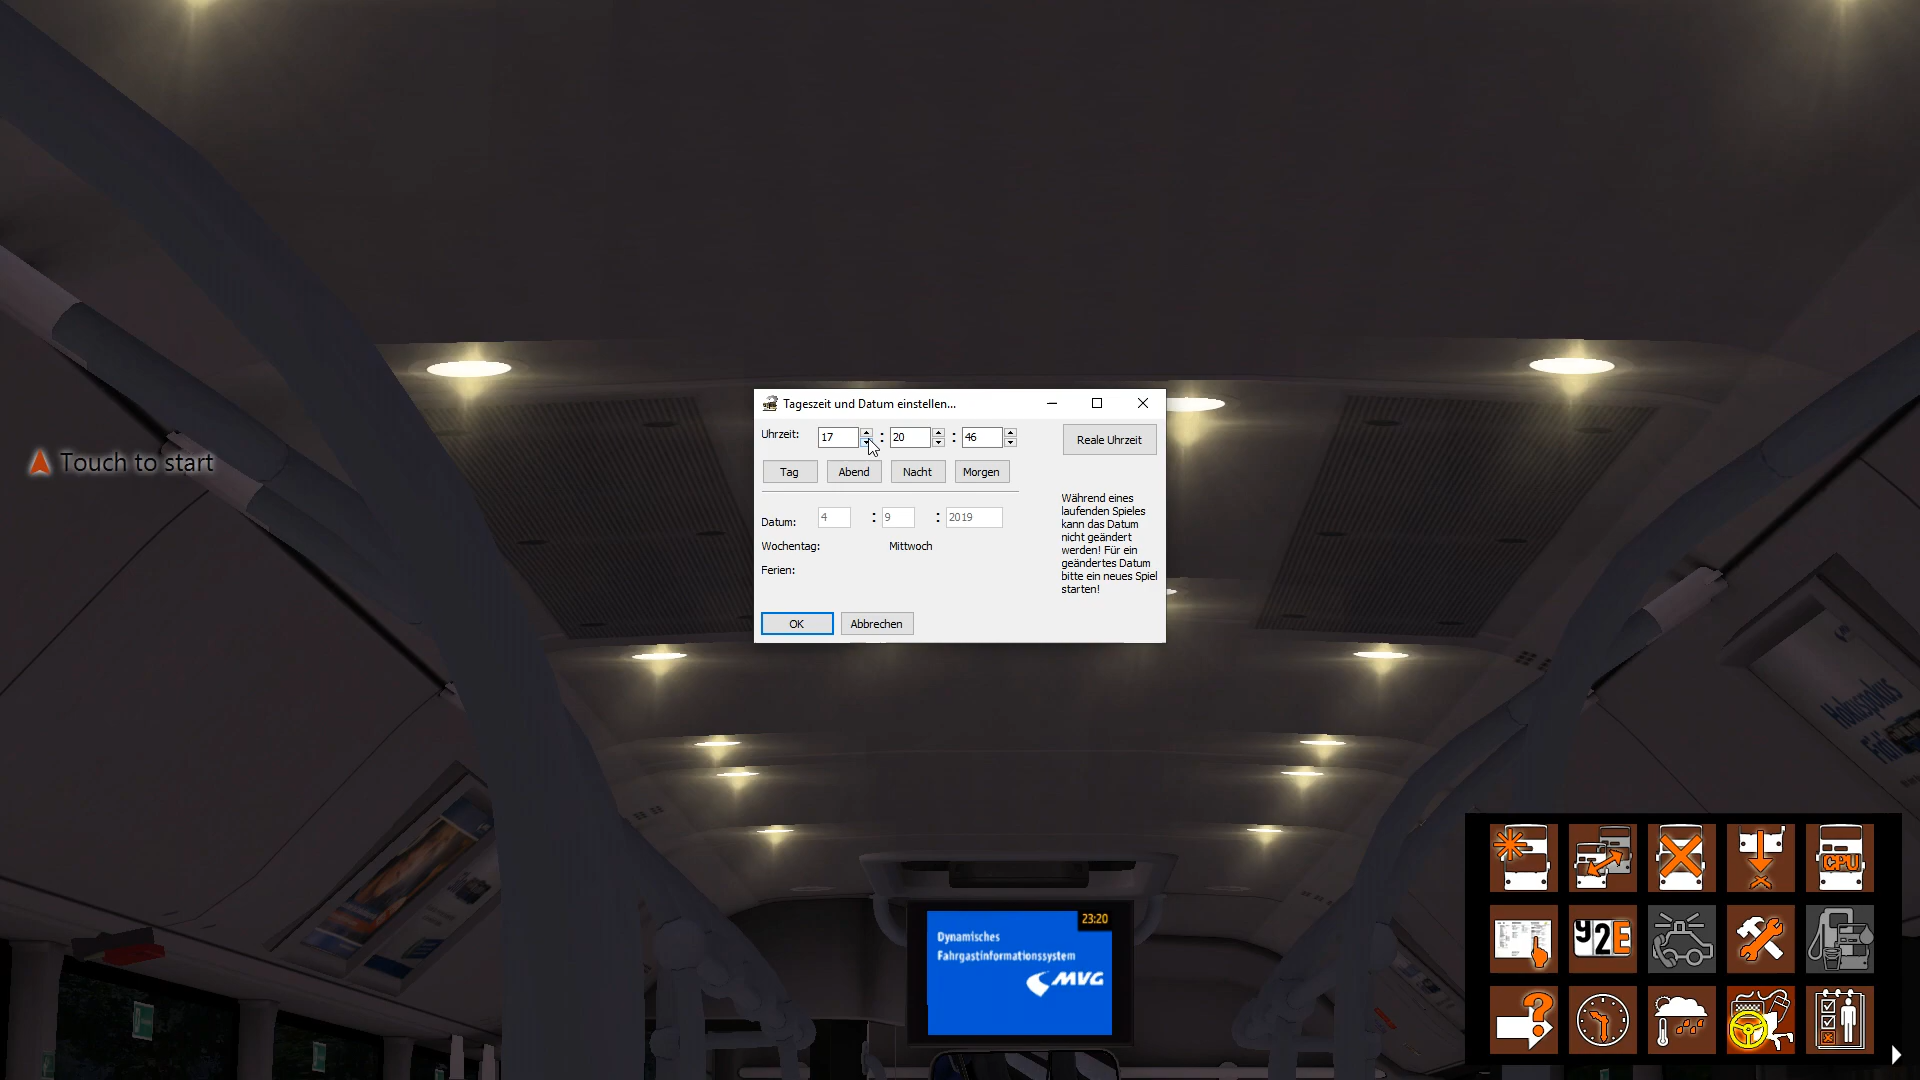 Tageszeit und Datum einstellen...
Uhrzeit: 17 : 20 : 46
Reale Uhrzeit
Tag Abend Nacht Morgen
Touch to start
Datum: 4 : 9 : 2019
Wochentag: Mittwoch
Ferien:
Während eines
laufenden Spieles
kann das Datum
nicht geändert
werden! Für ein
geändertes Datum
bitte ein neues Spiel
starten!
OK Abbrechen
Hokuspokus
23:20
Dynamisches
Fahrgastinformationssystem
MVG
CPU
92E